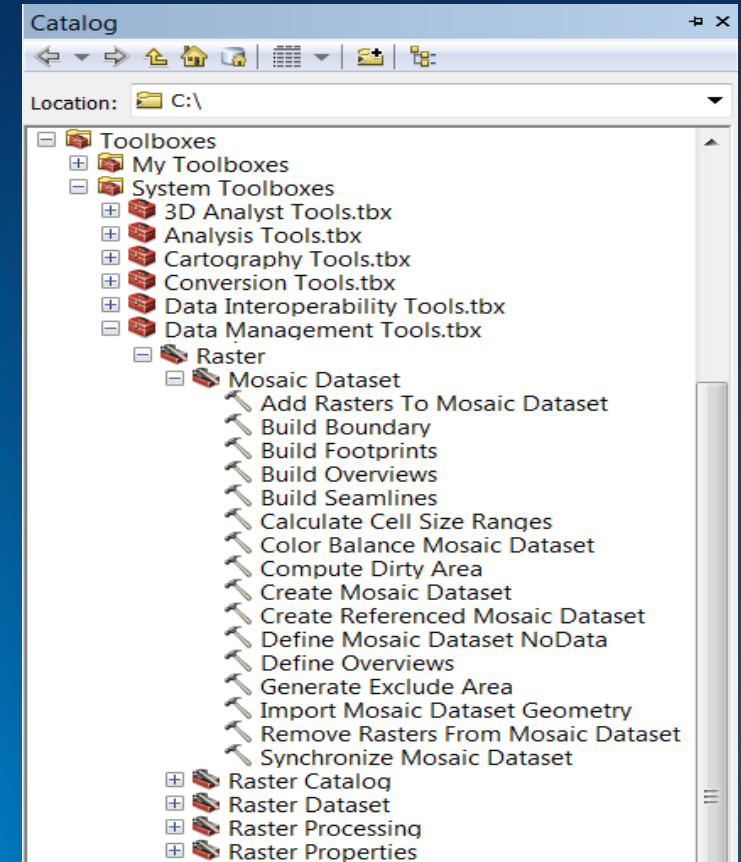 Catalog
Location: C:\
Toolboxes
My Toolboxes
System Toolboxes
3D Analyst Tools.tbx
Analysis Tools.tbx
Cartography Tools.tbx
Conversion Tools.tbx
Data Interoperability Tools.tbx
Data Management Tools.tbx
Raster
Mosaic Dataset
Add Rasters To Mosaic Dataset
Build Boundary
Build Footprints
Build Overviews
Build Seamlines
Calculate Cell Size Ranges
Color Balance Mosaic Dataset
Compute Dirty Area
Create Mosaic Dataset
Create Referenced Mosaic Dataset
Define Mosaic Dataset NoData
Define Overviews
Generate Exclude Area
Import Mosaic Dataset Geometry
Remove Rasters From Mosaic Dataset
Synchronize Mosaic Dataset
Raster Catalog
Raster Dataset
Raster Processing
Raster Properties